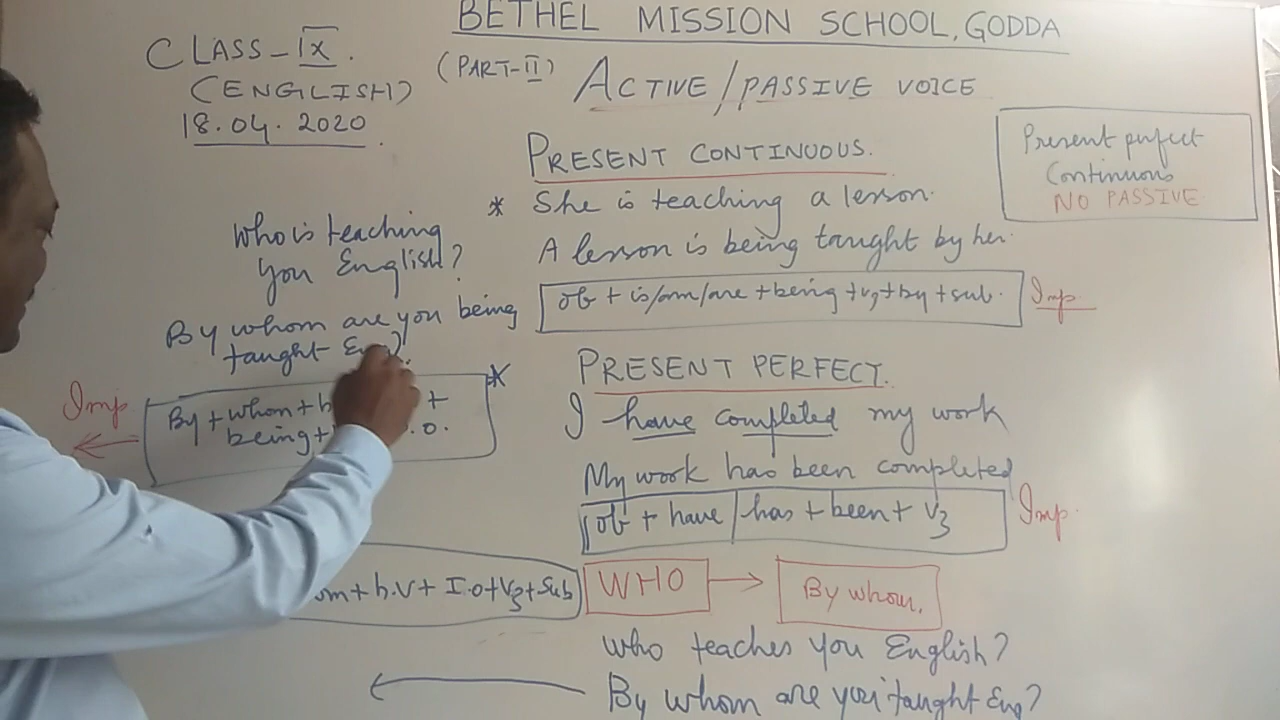 BETHEL MISSION SCHOOL, GODDA
CLASS-IX.
(ENGLISH)
18.04.2020
(PART-II) ACTIVE/PASSIVE VOICE
PRESENT CONTINUOUS.
* She is teaching a lesson.
A lesson is being taught by her.
ob + is/am/are + being + v3 + by + sub. Imp.
Present perfect
Continuous
NO PASSIVE
Who is teaching
you English?
By whom are you being
taught
Imp
By + whom + +
being + .o.
*
PRESENT PERFECT.
I have completed my work
My work has been completed
ob + have/has + been + V3 Imp.
om + h.v + I.o + V3 + Sub
WHO → By whom.
Who teaches you English?
By whom are you taught Eng?